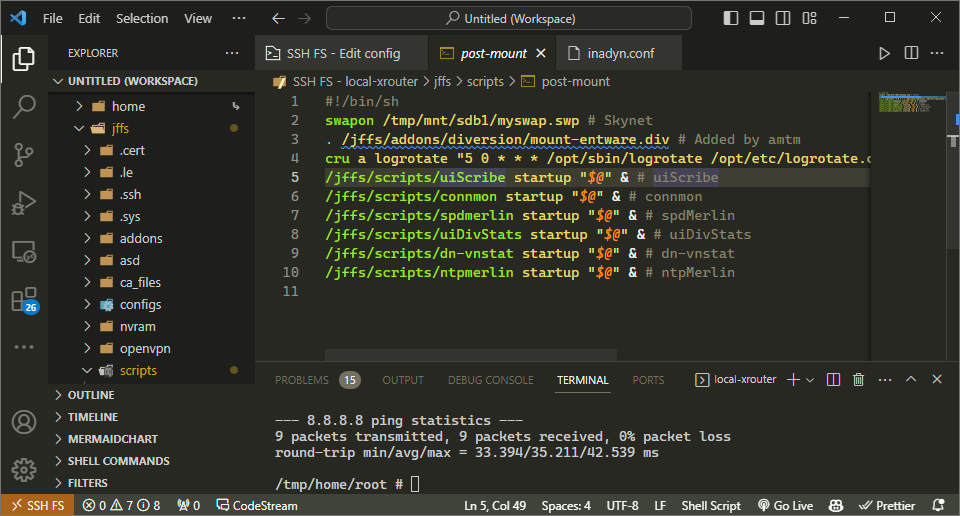 File Edit Selection View ··· Untitled (Workspace)
EXPLORER ···
UNTITLED (WORKSPACE)
home
jffs
.cert
.le
.ssh
.sys
addons
asd
ca_files
configs
nvram
openvpn
scripts
OUTLINE
TIMELINE
MERMAIDCHART
SHELL COMMANDS
FILTERS
26
SSH FS - Edit config post-mount inadyn.conf
SSH FS - local-xrouter > jffs > scripts > post-mount
1 #!/bin/sh
2 swapon /tmp/mnt/sdb1/myswap.swp # Skynet
3 . /jffs/addons/diversion/mount-entware.div # Added by amtm
4 cru a logrotate "5 0 * * * /opt/sbin/logrotate /opt/etc/logrotate.c
5 /jffs/scripts/uiScribe startup "$@" & # uiScribe
6 /jffs/scripts/connmon startup "$@" & # connmon
7 /jffs/scripts/spdmerlin startup "$@" & # spdMerlin
8 /jffs/scripts/uiDivStats startup "$@" & # uiDivStats
9 /jffs/scripts/dn-vnstat startup "$@" & # dn-vnstat
10 /jffs/scripts/ntpmerlin startup "$@" & # ntpMerlin
11
PROBLEMS 15 OUTPUT DEBUG CONSOLE TERMINAL PORTS local-xrouter
--- 8.8.8.8 ping statistics ---
9 packets transmitted, 9 packets received, 0% packet loss
round-trip min/avg/max = 33.394/35.211/42.539 ms
/tmp/home/root #
SSH FS 0 7 8 0 CodeStream Ln 5, Col 49 Spaces: 4 UTF-8 LF Shell Script Go Live Prettier